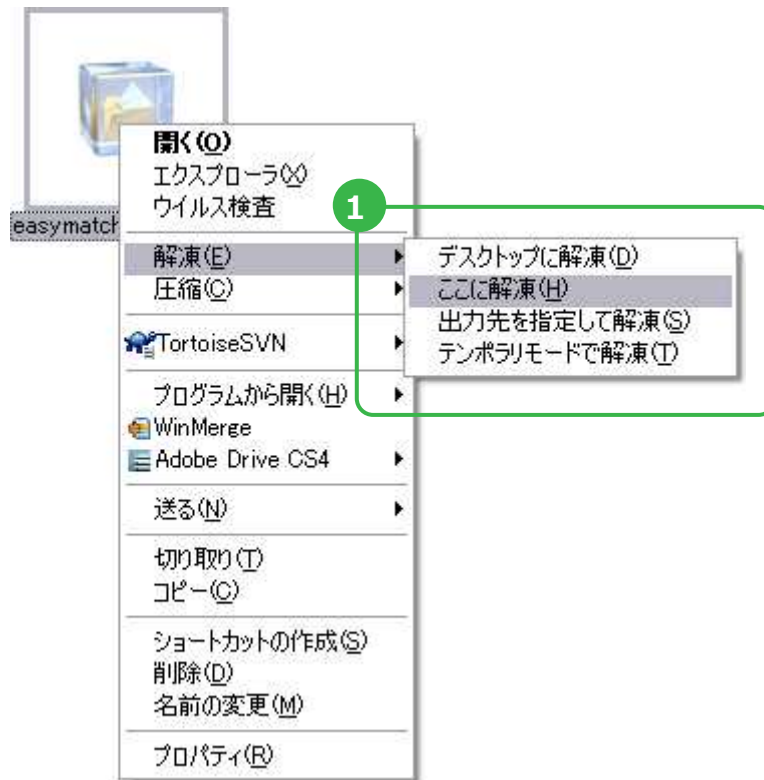 easymatch
開く(O)
エクスプローラ(X)
ウイルス検査
1
解凍(E)
圧縮(C)
TortoiseSVN
プログラムから開く(H)
WinMerge
Adobe Drive CS4
送る(N)
切り取り(T)
コピー(C)
ショートカットの作成(S)
削除(D)
名前の変更(M)
プロパティ(R)
デスクトップに解凍(D)
ここに解凍(H)
出力先を指定して解凍(S)
テンポラリモードで解凍(T)